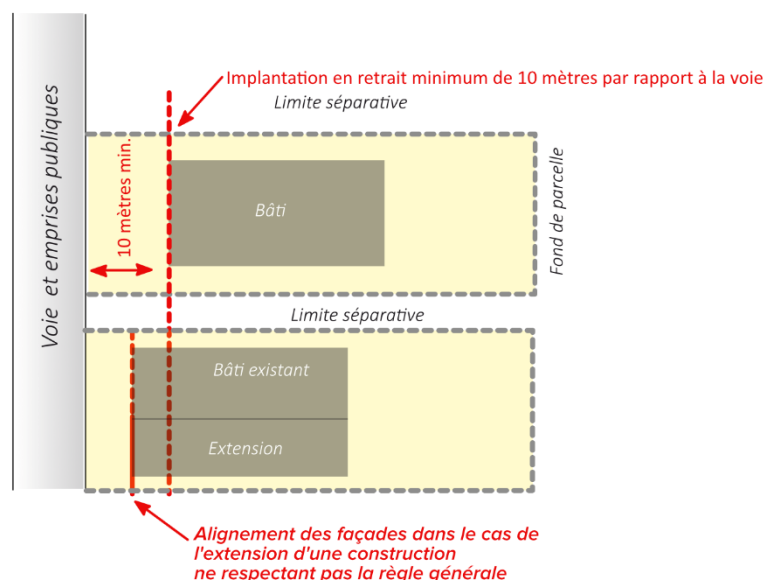 Implantation en retrait minimum de 10 mètres par rapport à la voie
Limite séparative
Voie et emprises publiques
10 mètres min.
Bâti
Fond de parcelle
Limite séparative
Bâti existant
Extension
Alignement des façades dans le cas de
l'extension d'une construction
ne respectant pas la règle générale